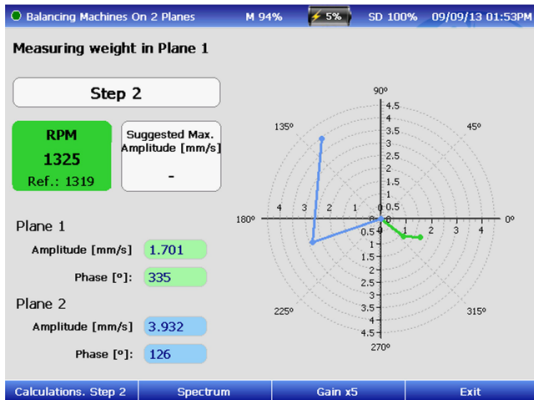 Balancing Machines On 2 Planes M 94% 5% SD 100% 09/09/13 01:53PM
Measuring weight in Plane 1
Step 2
RPM
1325
Ref.: 1319
Suggested Max.
Amplitude [mm/s]
-
Plane 1
Amplitude [mm/s] 1.701
Phase [º]: 335
Plane 2
Amplitude [mm/s] 3.932
Phase [º]: 126
90º
4.5
4
3.5
3
2.5
2
1.5
1
0.5
135º 45º
180º 4 3 2 1 0 0 1 2 3 4 0º
0.5
1
1.5
2
2.5
3
3.5
4
4.5
225º 315º
270º
Calculations. Step 2 Spectrum Gain x5 Exit